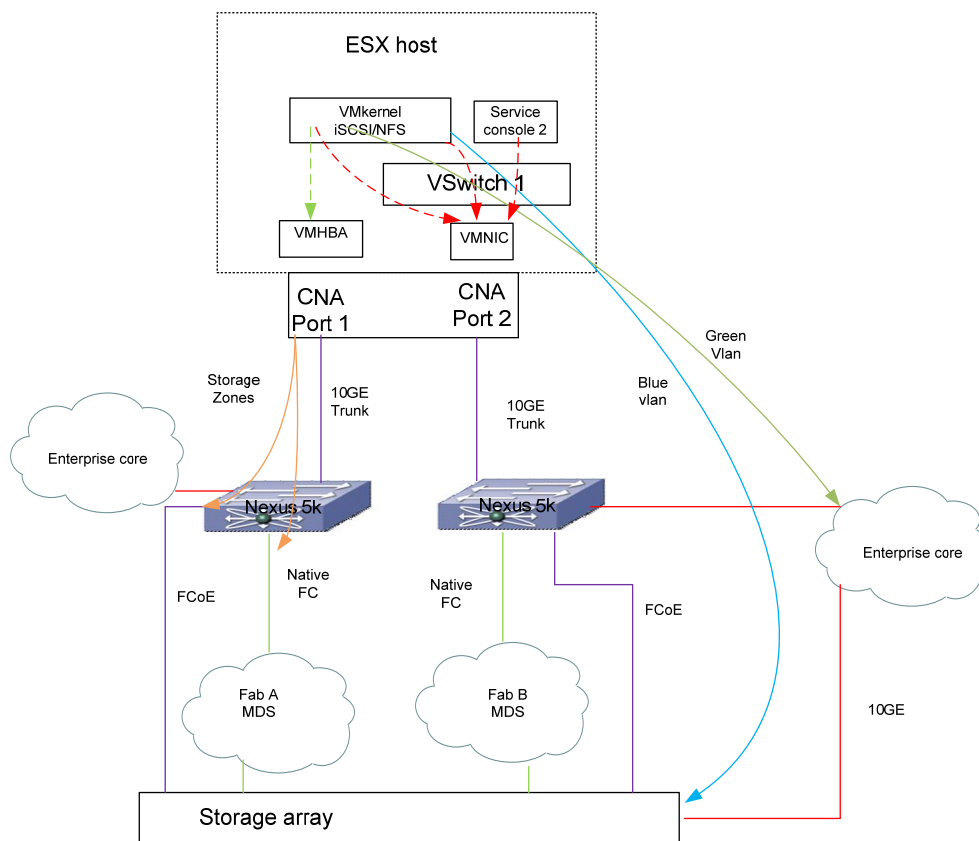 ESX host
VMkernel
iSCSI/NFS
Service
console 2
VSwitch 1
VMHBA
VMNIC
CNA
Port 1
CNA
Port 2
Green
Vlan
Storage
Zones
10GE
Trunk
10GE
Trunk
Blue
vlan
Enterprise core
Nexus 5k
Nexus 5k
Enterprise core
Native
FC
Native
FC
FCoE
FCoE
Fab A
MDS
Fab B
MDS
10GE
Storage array